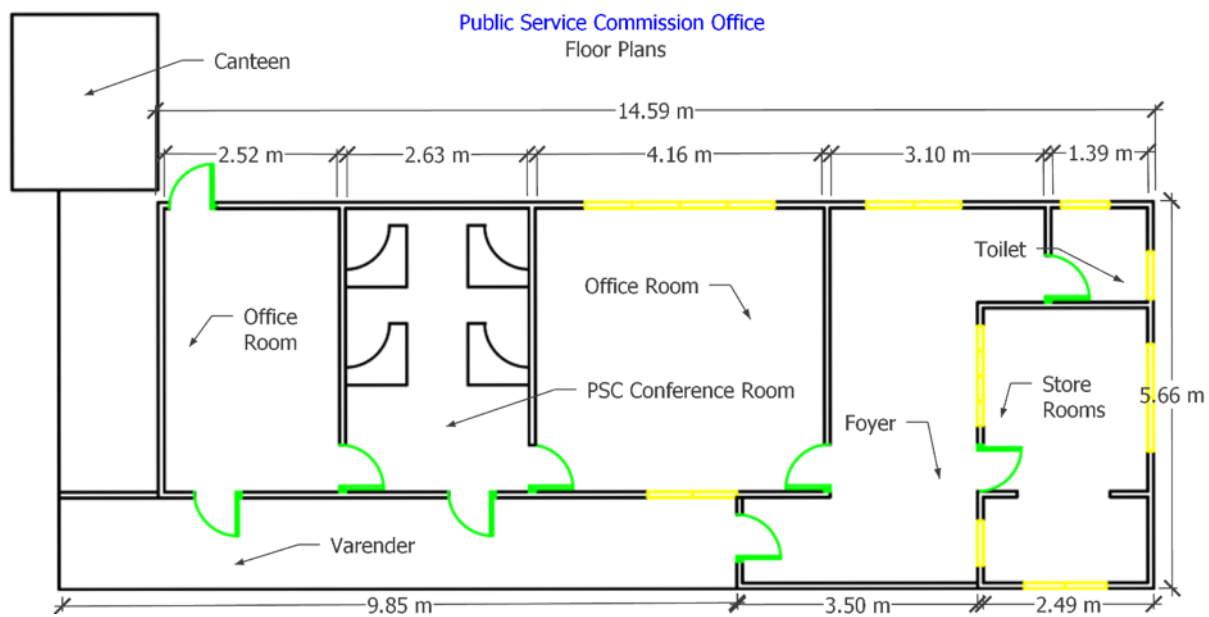 Public Service Commission Office
Floor Plans
Canteen
14.59 m
2.52 m
2.63 m
4.16 m
3.10 m
1.39 m
Toilet
Office Room
Office
Room
PSC Conference Room
Store
Rooms
5.66 m
Foyer
Varender
9.85 m
3.50 m
2.49 m